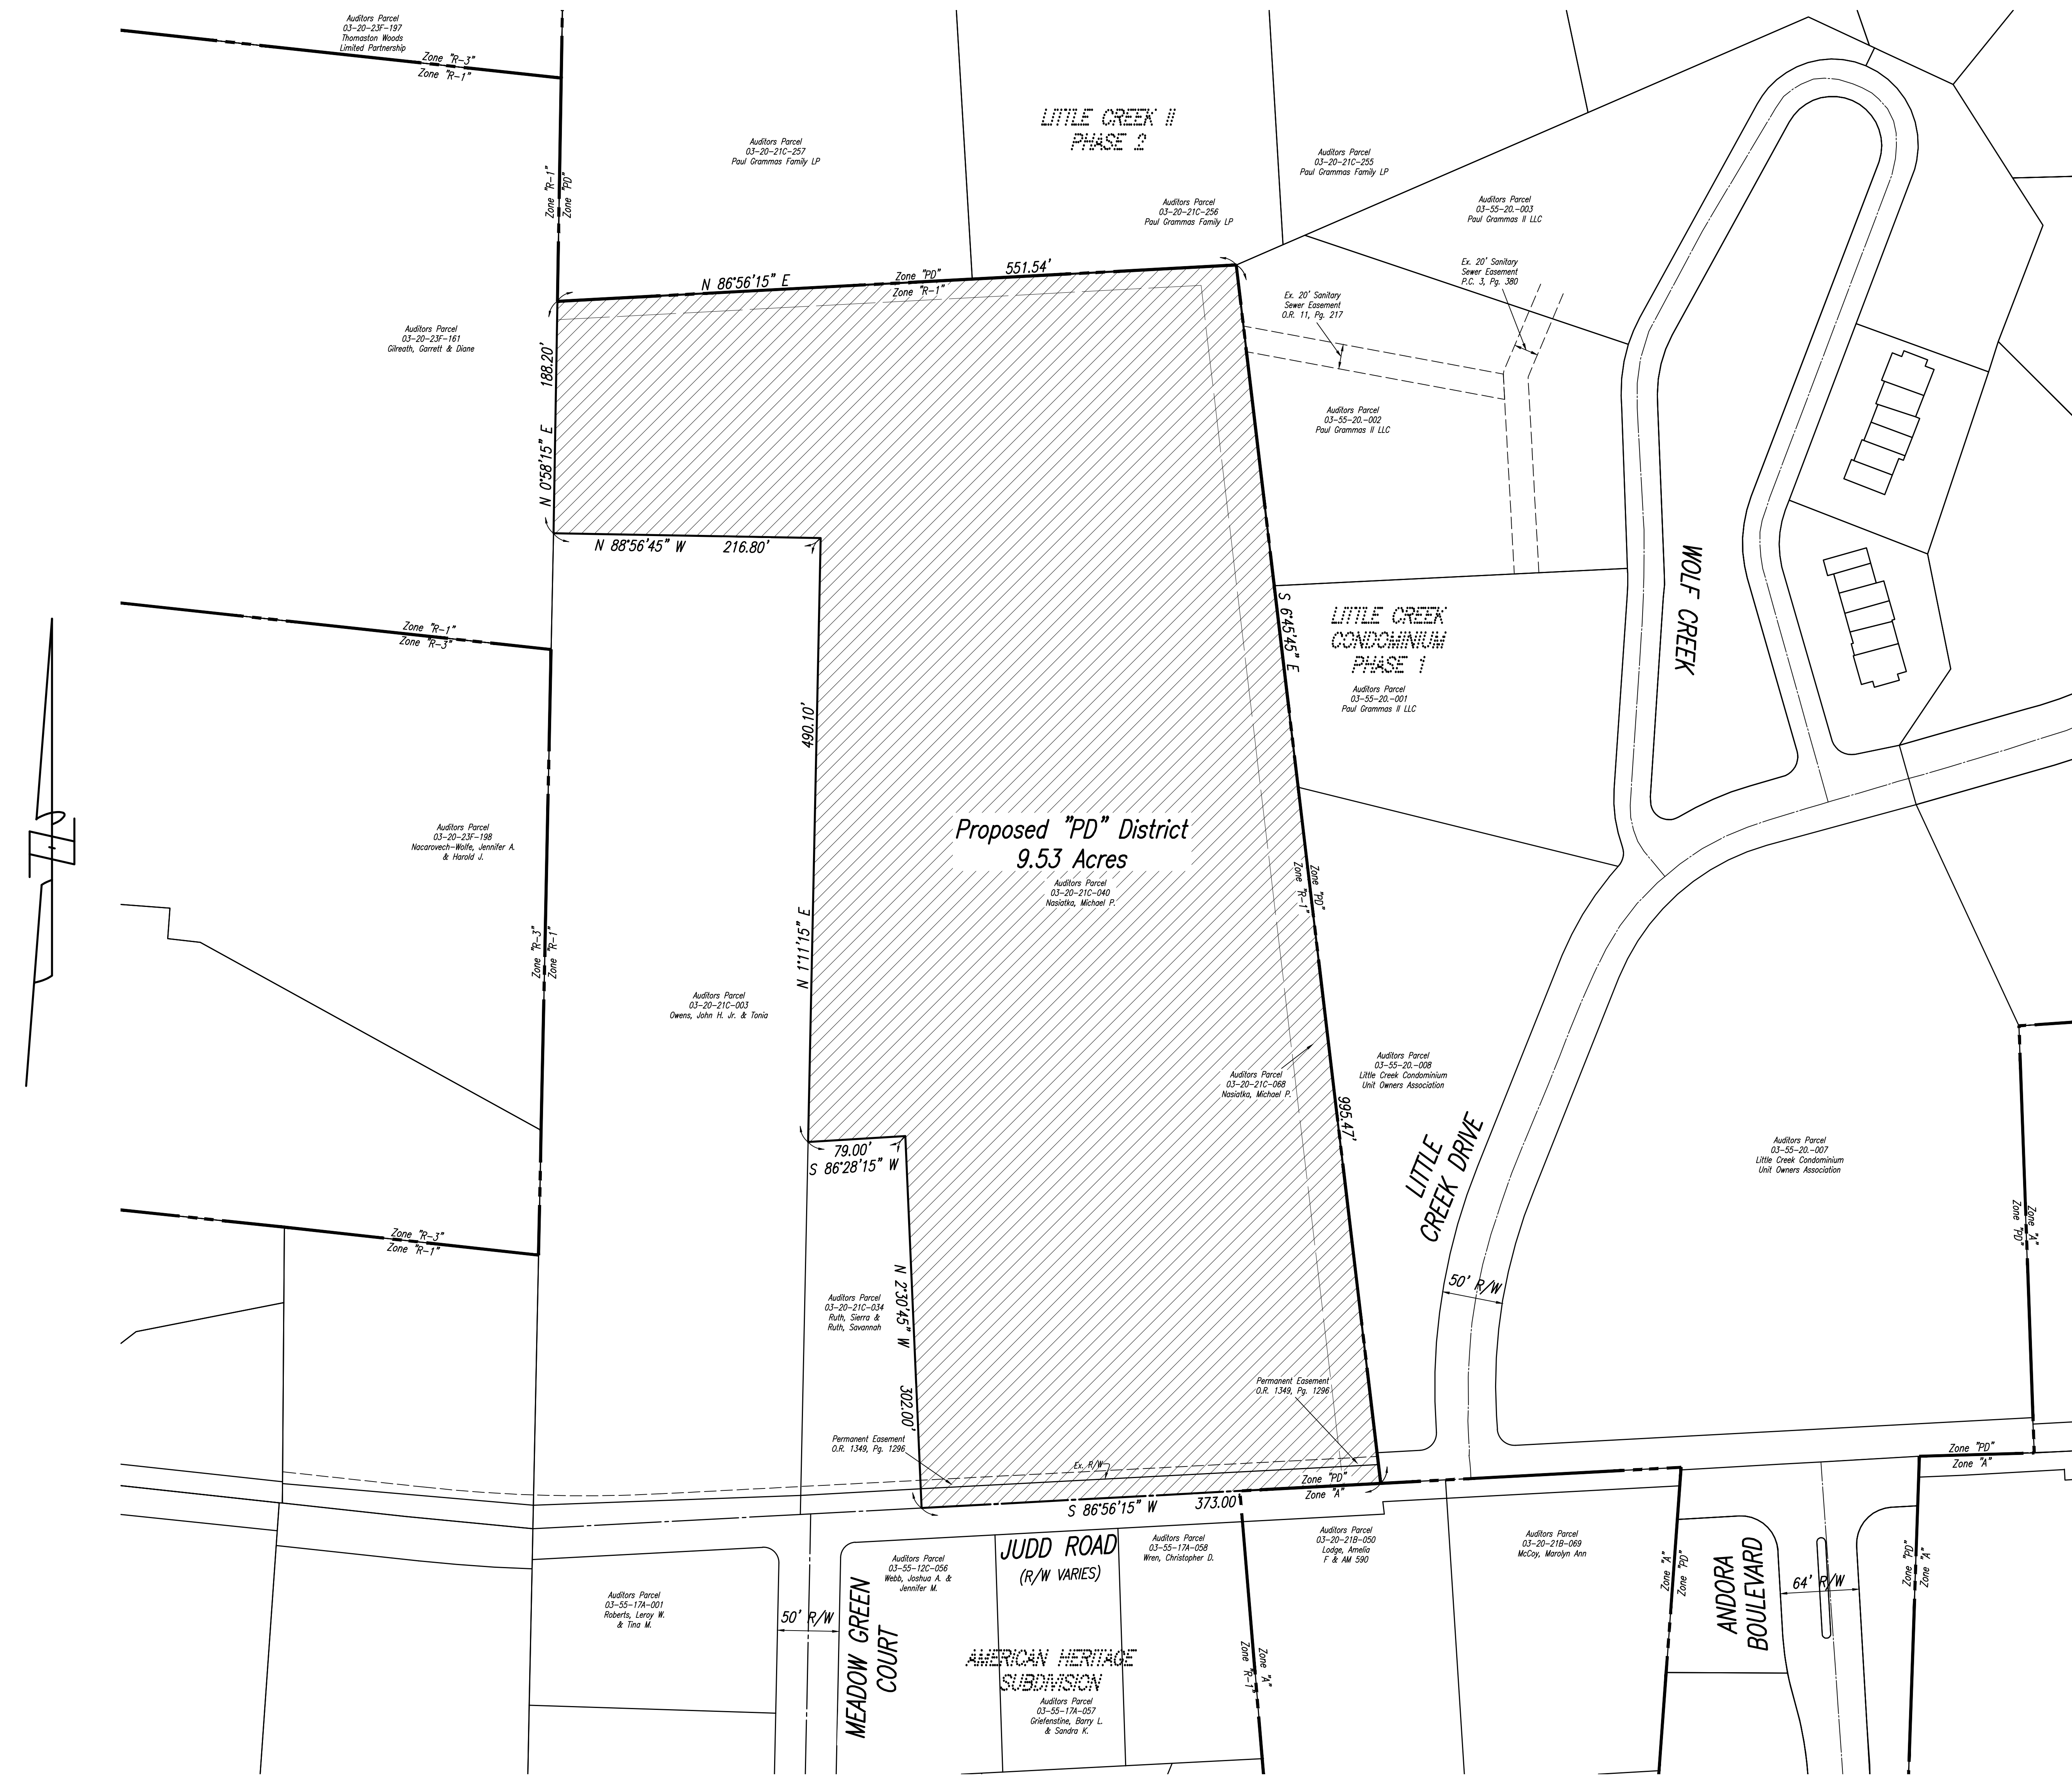 Auditors Parcel
03-20-23F-197
Thomaston Woods
Limited Partnership
Zone "R-3"
Zone "R-1"
Zone "R-1"
Zone "PD"
Auditors Parcel
03-20-21C-257
Paul Grammas Family LP
LITTLE CREEK II
PHASE 2
Auditors Parcel
03-20-21C-256
Paul Grammas Family LP
Auditors Parcel
03-20-21C-255
Paul Grammas Family LP
Auditors Parcel
03-55-20.-003
Paul Grammas II LLC
Ex. 20' Sanitary
Sewer Easement
P.C. 3, Pg. 380
Ex. 20' Sanitary
Sewer Easement
O.R. 11, Pg. 217
N 86°56'15" E
Zone "PD"
Zone "R-1"
551.54'
Auditors Parcel
03-20-23F-161
Gilreath, Garrett & Diane
188.20'
N 0°58'15" E
N 88°56'45" W
216.80'
Auditors Parcel
03-55-20.-002
Paul Grammas II LLC
WOLF CREEK
S 6°45'45" E
LITTLE CREEK
CONDOMINIUM
PHASE 1
Auditors Parcel
03-55-20.-001
Paul Grammas II LLC
Zone "R-1"
Zone "R-3"
490.10'
N 1°11'15" E
Auditors Parcel
03-20-23F-198
Nacarovech-Wolfe, Jennifer A.
& Harold J.
Proposed "PD" District
9.53 Acres
Auditors Parcel
03-20-21C-040
Nasiatka, Michael P.
Zone "PD"
Zone "R-1"
Zone "R-3"
Zone "R-1"
Auditors Parcel
03-20-21C-003
Owens, John H. Jr. & Tonia
Auditors Parcel
03-20-21C-068
Nasiatka, Michael P.
Auditors Parcel
03-55-20.-008
Little Creek Condominium
Unit Owners Association
995.47'
LITTLE
CREEK DRIVE
Auditors Parcel
03-55-20.-007
Little Creek Condominium
Unit Owners Association
Zone "A"
Zone "PD"
79.00'
S 86°28'15" W
Zone "R-3"
Zone "R-1"
50' R/W
Auditors Parcel
03-20-21C-034
Ruth, Sierra &
Ruth, Savannah
N 2°30'45" W
302.00'
Permanent Easement
O.R. 1349, Pg. 1296
Permanent Easement
O.R. 1349, Pg. 1296
Ex. R/W
Zone "PD"
Zone "A"
S 86°56'15" W
373.00'
Zone "PD"
Zone "A"
JUDD ROAD
(R/W VARIES)
Auditors Parcel
03-55-12C-056
Webb, Joshua A. &
Jennifer M.
Auditors Parcel
03-55-17A-058
Wren, Christopher D.
Auditors Parcel
03-20-21B-050
Lodge, Amelia
F & AM 590
Auditors Parcel
03-20-21B-069
McCoy, Marolyn Ann
Zone "A"
Zone "PD"
ANDORA
BOULEVARD
64' R/W
Zone "PD"
Zone "A"
Auditors Parcel
03-55-17A-001
Roberts, Leroy W.
& Tina M.
50' R/W
MEADOW GREEN
COURT
AMERICAN HERITAGE
SUBDIVISION
Auditors Parcel
03-55-17A-057
Griefenstine, Barry L.
& Sandra K.
Zone "A"
Zone "R-1"